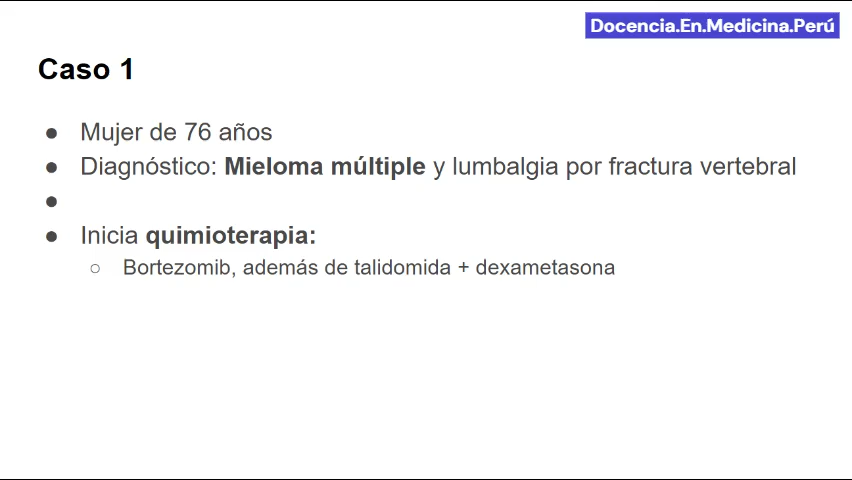 Docencia.En.Medicina.Perú
Caso 1
● Mujer de 76 años
● Diagnóstico: Mieloma múltiple y lumbalgia por fractura vertebral
●
● Inicia quimioterapia:
○ Bortezomib, además de talidomida + dexametasona